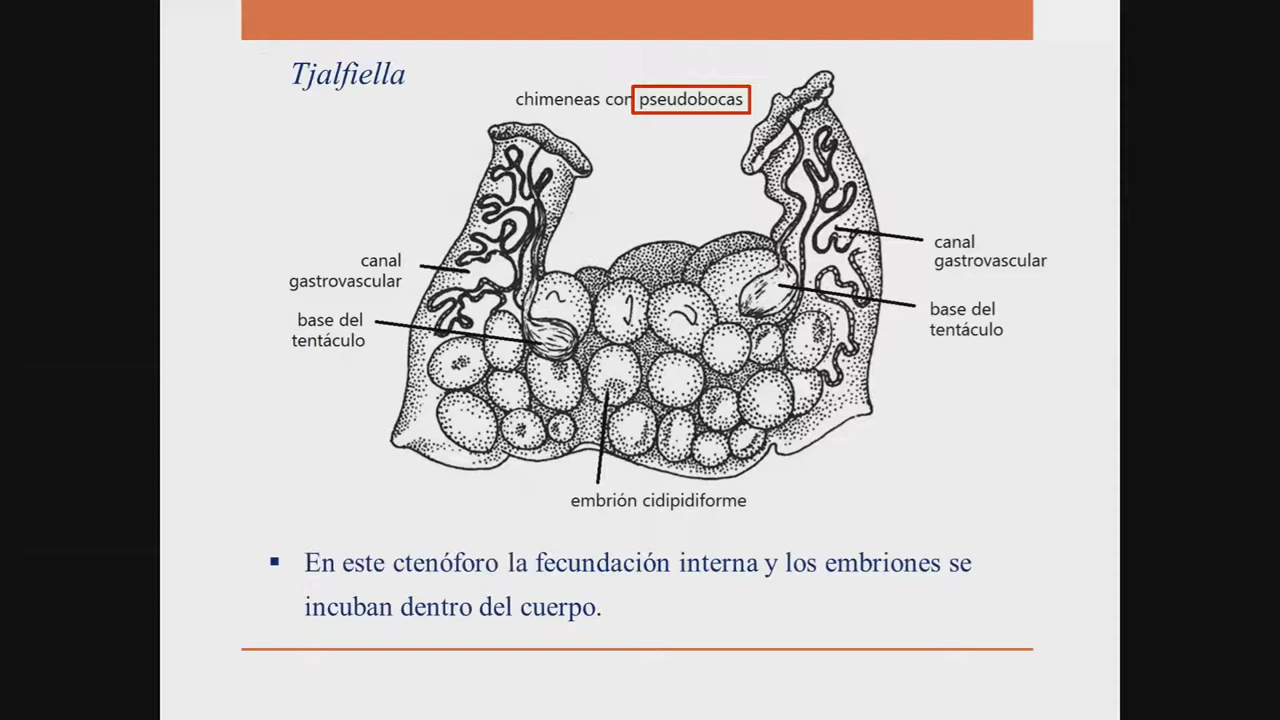 Tjalfiella
chimeneas con pseudobocas
canal
gastrovascular
base del
tentáculo
canal
gastrovascular
base del
tentáculo
embrión cidipidiforme
▪ En este ctenóforo la fecundación interna y los embriones se
incuban dentro del cuerpo.